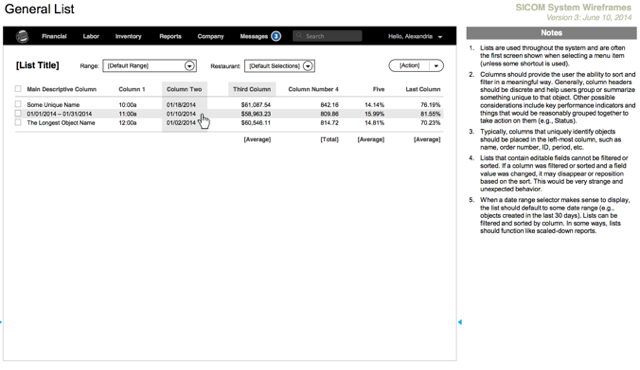 General List
SICOM System Wireframes
Version 3: June 10, 2014
Financial Labor Inventory Reports Company Messages 3 Search Hello, Alexandria
[List Title] Range: [Default Range] Restaurant: [Default Selections] [Action]
Main Descriptive Column Column 1 Column Two Third Column Column Number 4 Five Last Column
Some Unique Name 10:00a 01/18/2014 $61,087.54 842.16 14.14% 76.19%
01/01/2014 – 01/31/2014 11:00a 01/10/2014 $58,963.23 809.86 15.99% 81.55%
The Longest Object Name 12:00a 01/02/2014 $60,546.11 814.72 14.81% 70.23%
[Average] [Total] [Average] [Average]
Notes
1. Lists are used throughout the system and are often
the first screen shown when selecting a menu item
(unless some shortcut is used).
2. Columns should provide the user the ability to sort and
filter in a meaningful way. Generally, column headers
should be discrete and help users group or summarize
something unique to that object. Other possible
considerations include key performance indicators and
things that would be reasonably grouped together to
take action on them (e.g., Status).
3. Typically, columns that uniquely identify objects
should be placed in the left-most column, such as
name, order number, ID, period, etc.
4. Lists that contain editable fields cannot be filtered or
sorted. If a column was filtered or sorted and a field
value was changed, it may disappear or reposition
based on the sort. This would be very strange and
unexpected behavior.
5. When a date range selector makes sense to display,
the list should default to some date range (e.g.,
objects created in the last 30 days). Lists can be
filtered and sorted by column. In some ways, lists
should function like scaled-down reports.